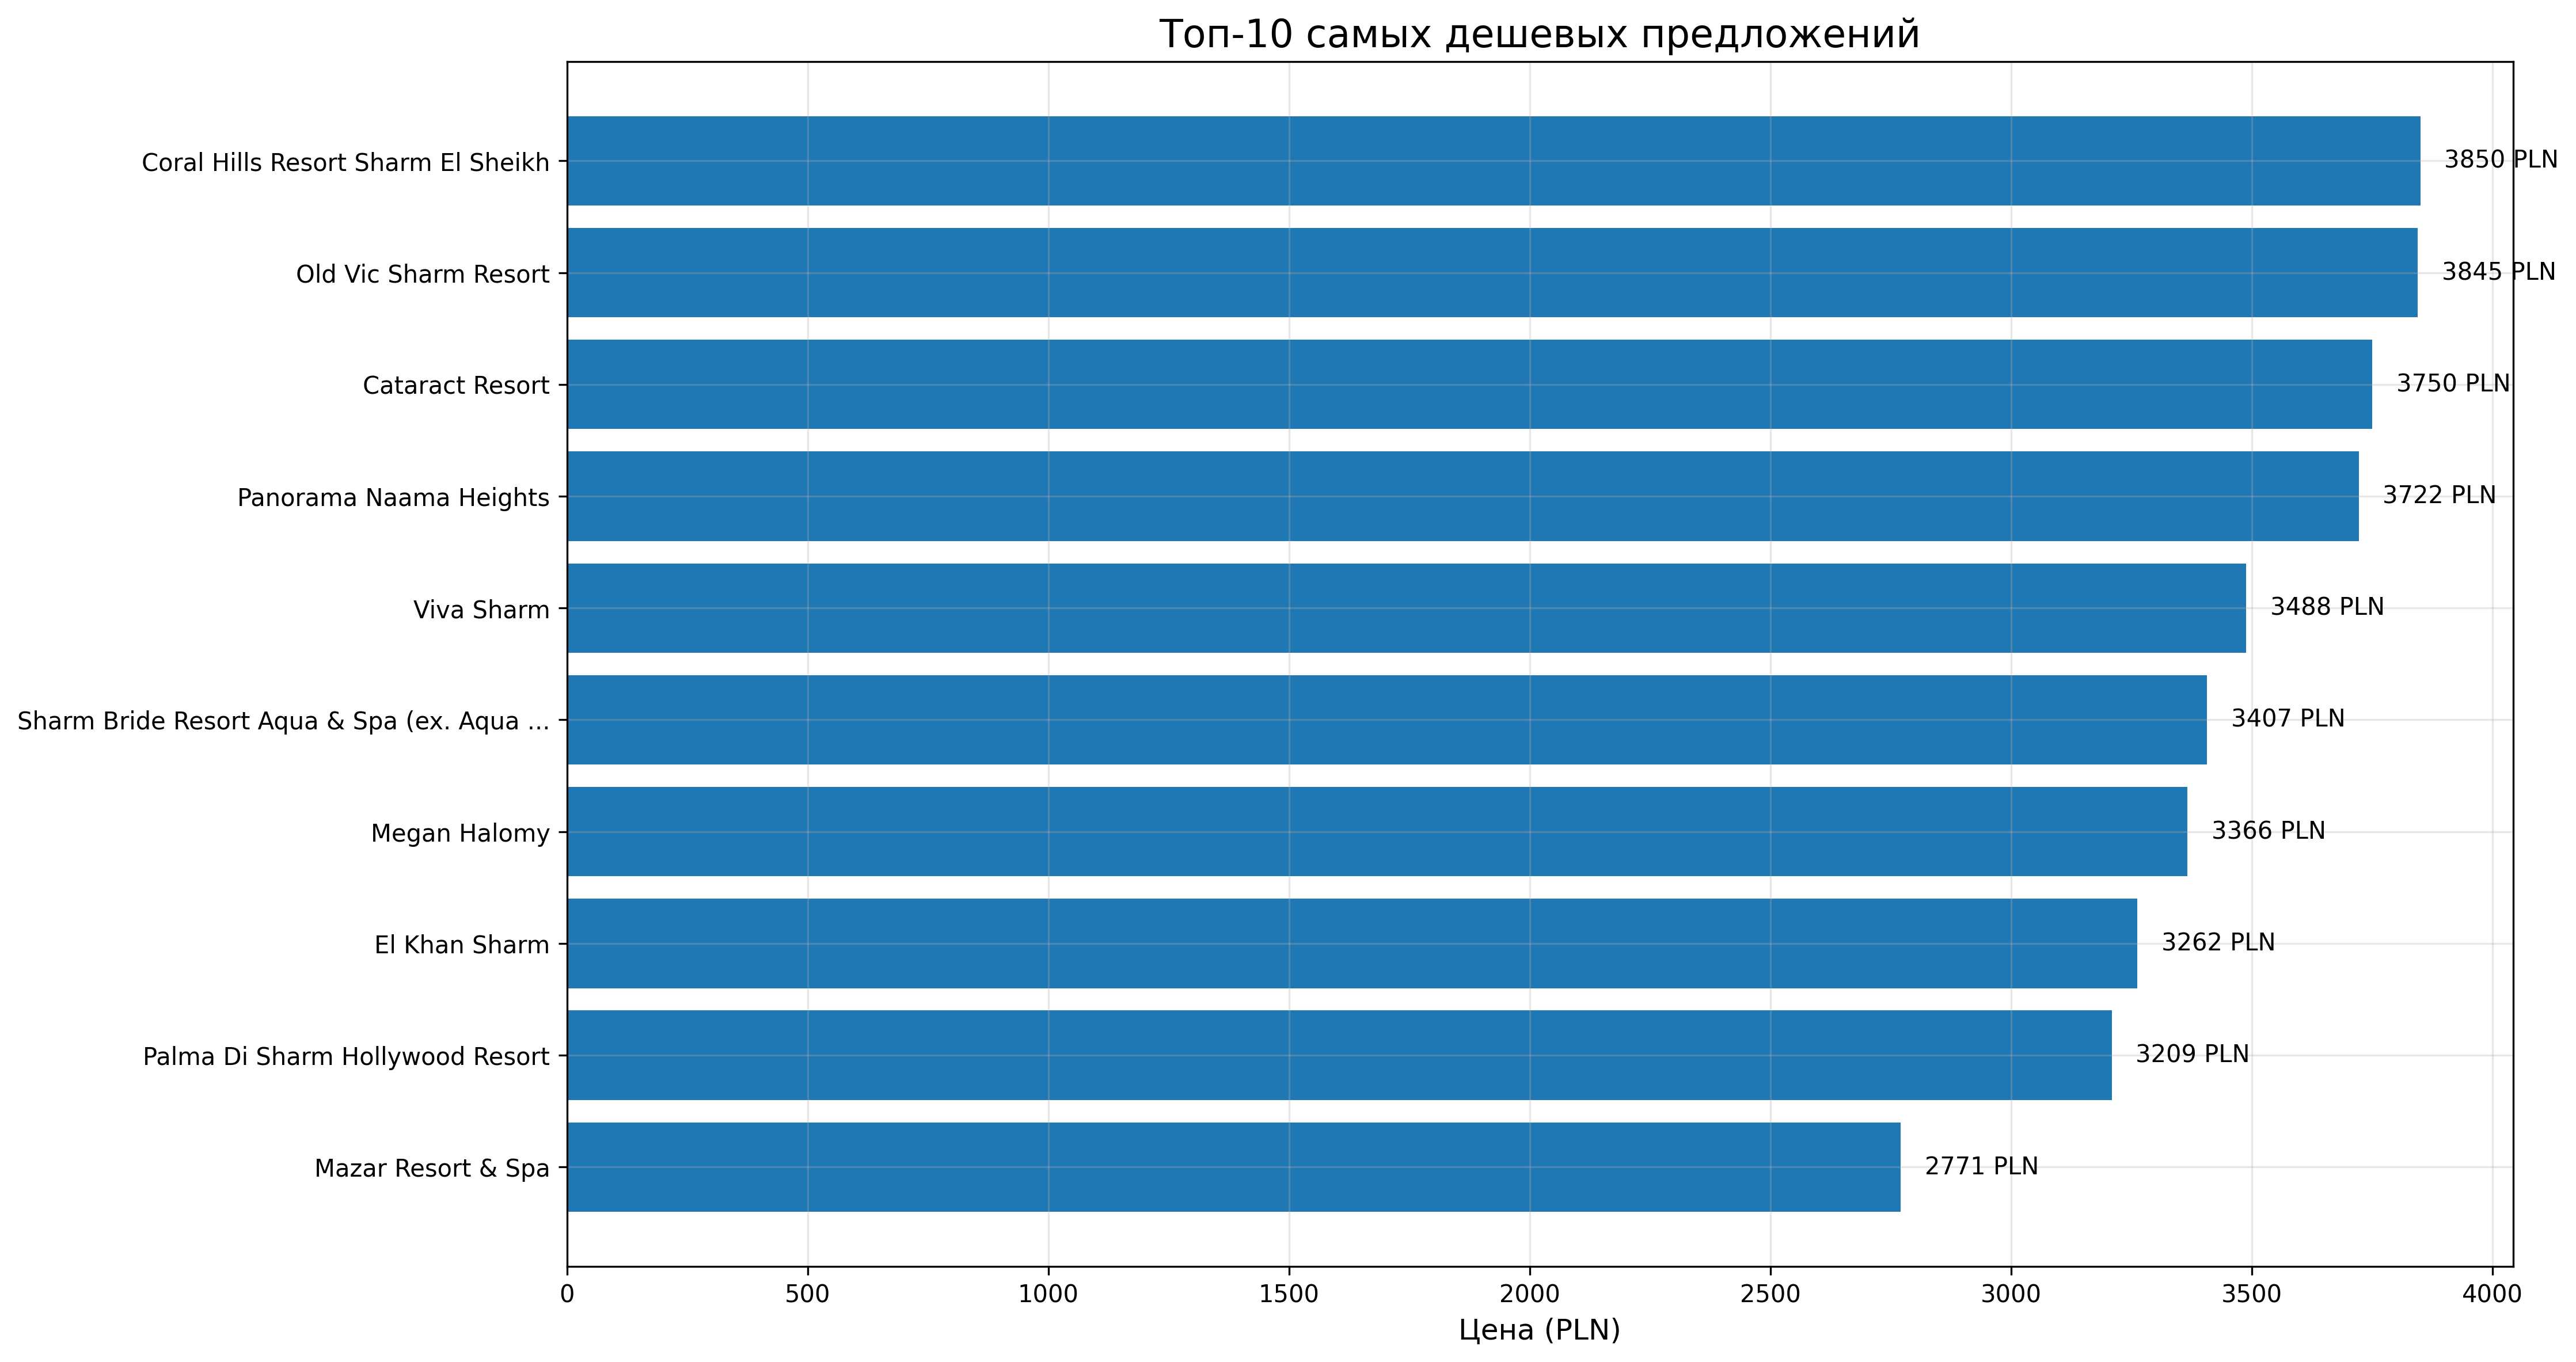 Топ-10 самых дешевых предложений
Coral Hills Resort Sharm El Sheikh
3850 PLN
Old Vic Sharm Resort
3845 PLN
Cataract Resort
3750 PLN
Panorama Naama Heights
3722 PLN
Viva Sharm
3488 PLN
Sharm Bride Resort Aqua & Spa (ex. Aqua ...
3407 PLN
Megan Halomy
3366 PLN
El Khan Sharm
3262 PLN
Palma Di Sharm Hollywood Resort
3209 PLN
Mazar Resort & Spa
2771 PLN
0 500 1000 1500 2000 2500 3000 3500 4000
Цена (PLN)